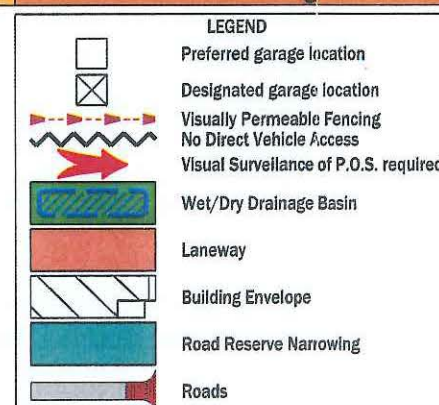 LEGEND
Preferred garage location
Designated garage location
Visually Permeable Fencing
No Direct Vehicle Access
Visual Surveilance of P.O.S. required
Wet/Dry Drainage Basin
Laneway
Building Envelope
Road Reserve Narrowing
Roads